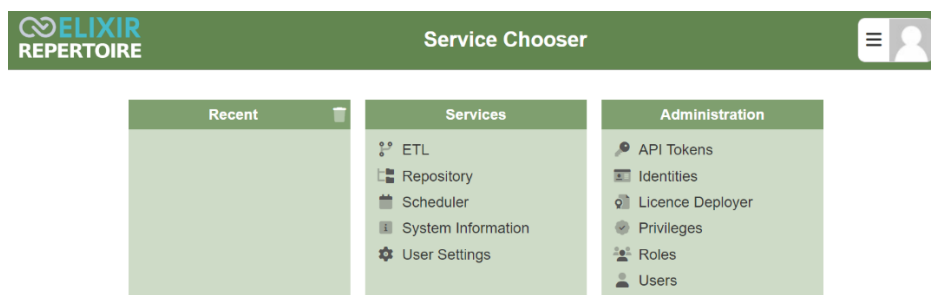 ELIXIR
REPERTOIRE
Service Chooser
Recent
Services
ETL
Repository
Scheduler
System Information
User Settings
Administration
API Tokens
Identities
Licence Deployer
Privileges
Roles
Users